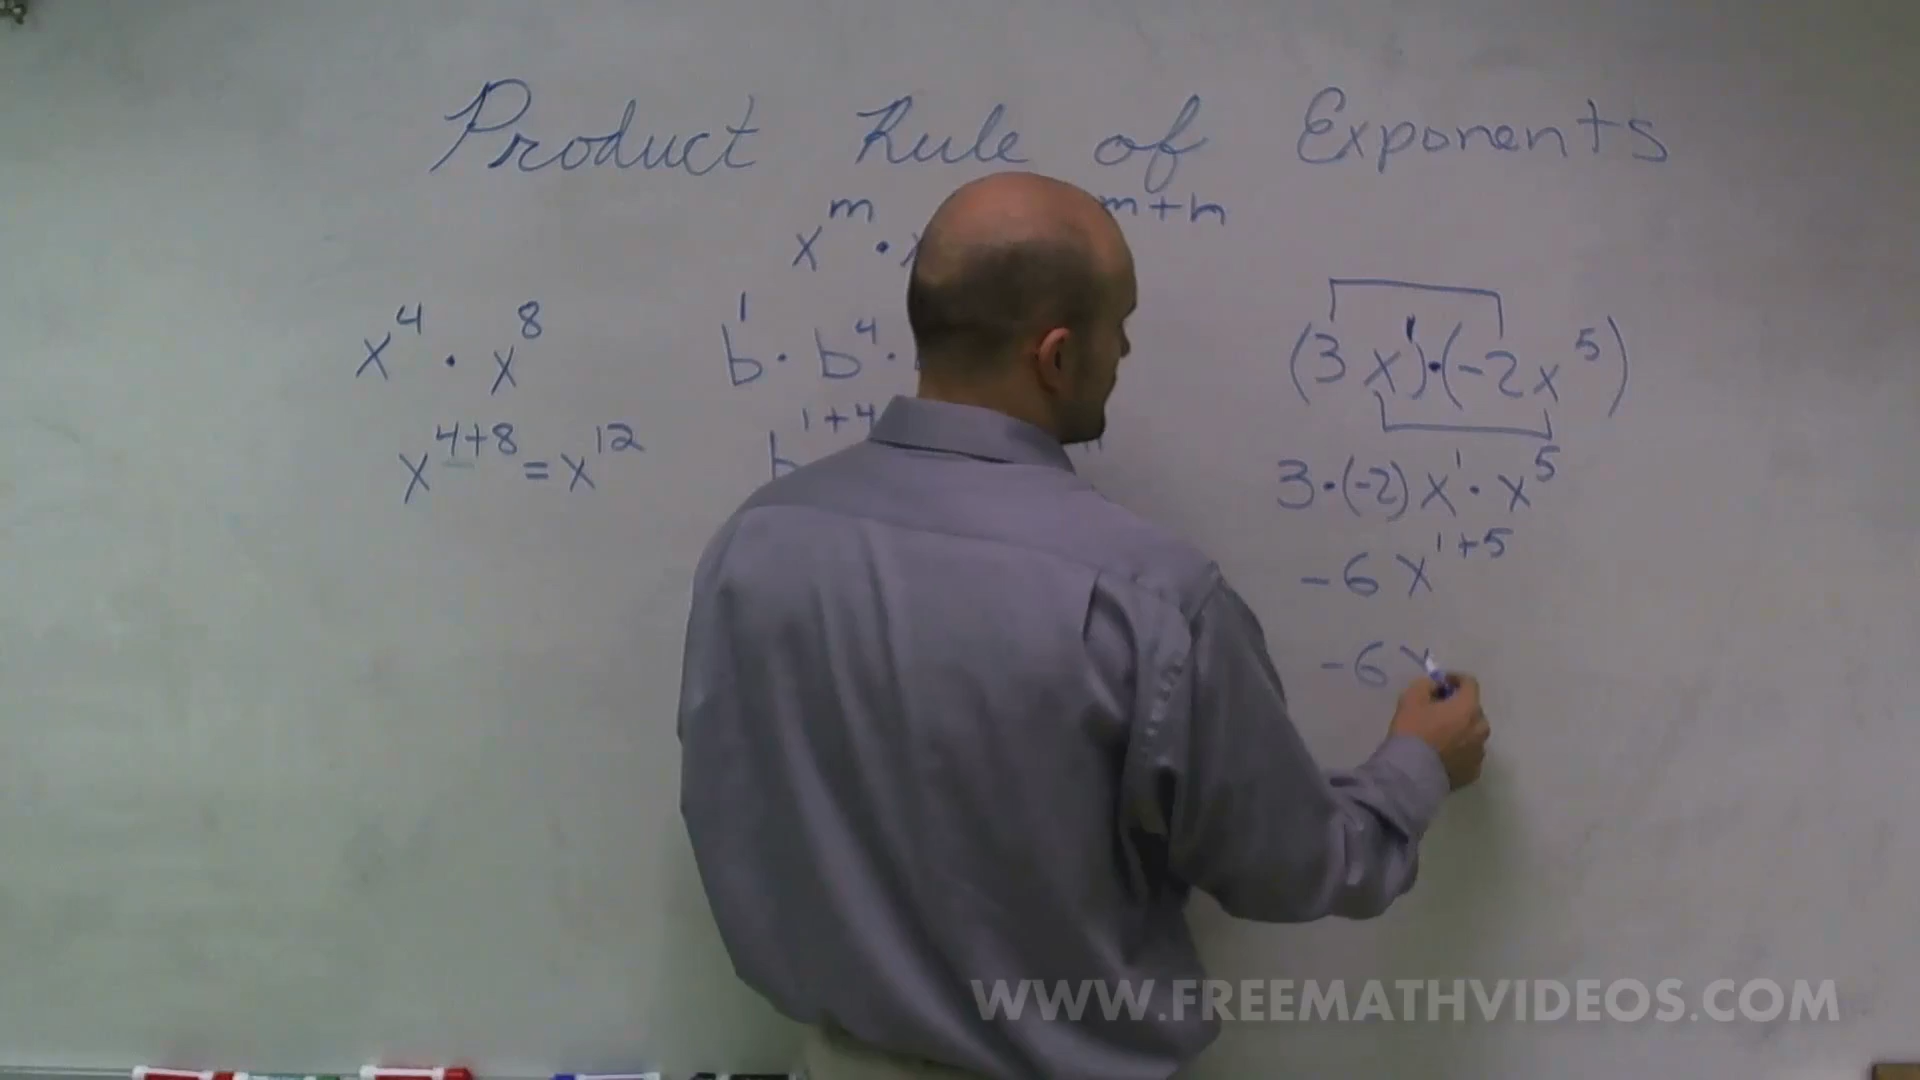 Product Rule of Exponents
x^m · x m+n
x^4 · x^8
x^(4+8) = x^12
b^1 · b^4 ·
b^(1+4
(3x^1)·(-2x^5)
3·(-2) x^1 · x^5
-6x^(1+5)
-6x
WWW.FREEMATHVIDEOS.COM